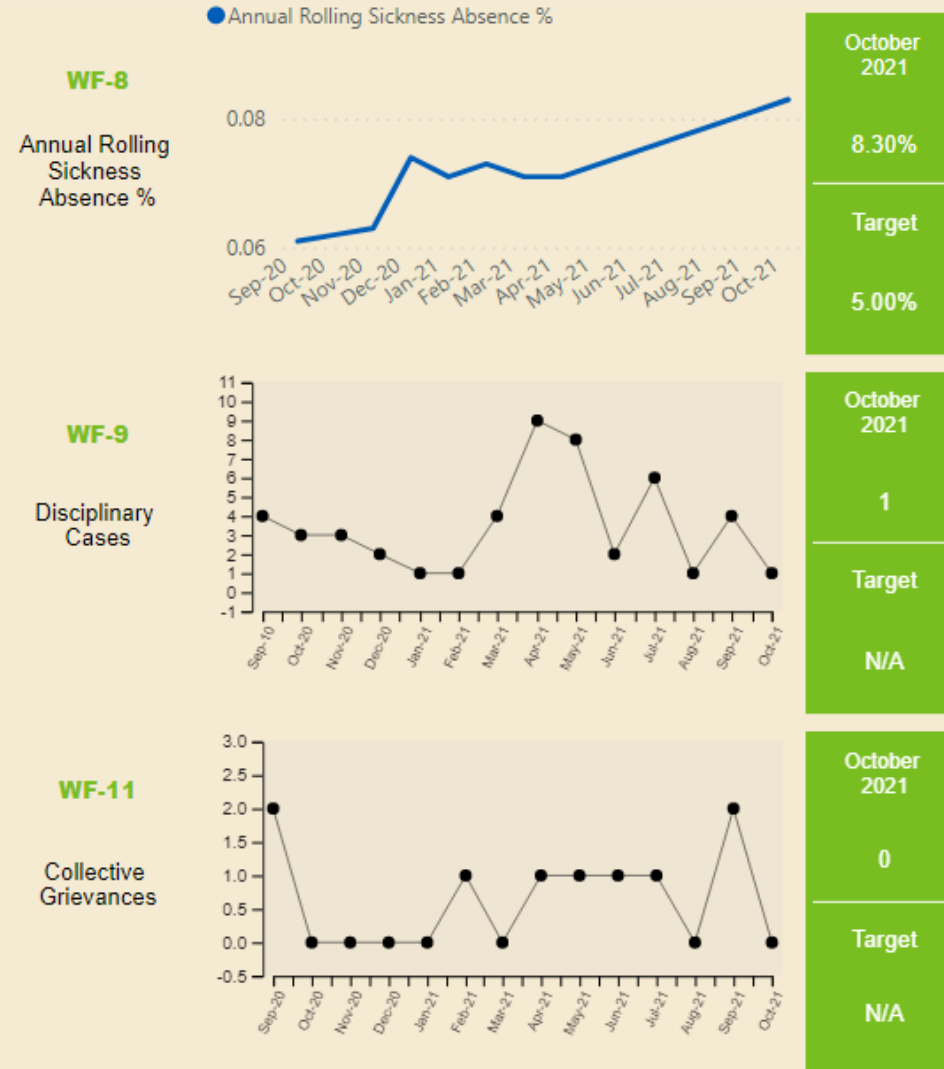 Annual Rolling Sickness Absence %
WF-8
Annual Rolling
Sickness
Absence %
0.08
0.06
Sep-20
Oct-20
Nov-20
Dec-20
Jan-21
Feb-21
Mar-21
Apr-21
May-21
Jun-21
Jul-21
Aug-21
Sep-21
Oct-21
October
2021
8.30%
Target
5.00%
WF-9
Disciplinary
Cases
11
10
9
8
7
6
5
4
3
2
1
0
-1
Sep-10
Oct-20
Nov-20
Dec-20
Jan-21
Feb-21
Mar-21
Apr-21
May-21
Jun-21
Jul-21
Aug-21
Sep-21
Oct-21
October
2021
1
Target
N/A
WF-11
Collective
Grievances
3.0
2.5
2.0
1.5
1.0
0.5
0.0
-0.5
Sep-20
Oct-20
Nov-20
Dec-20
Jan-21
Feb-21
Mar-21
Apr-21
May-21
Jun-21
Jul-21
Aug-21
Sep-21
Oct-21
October
2021
0
Target
N/A